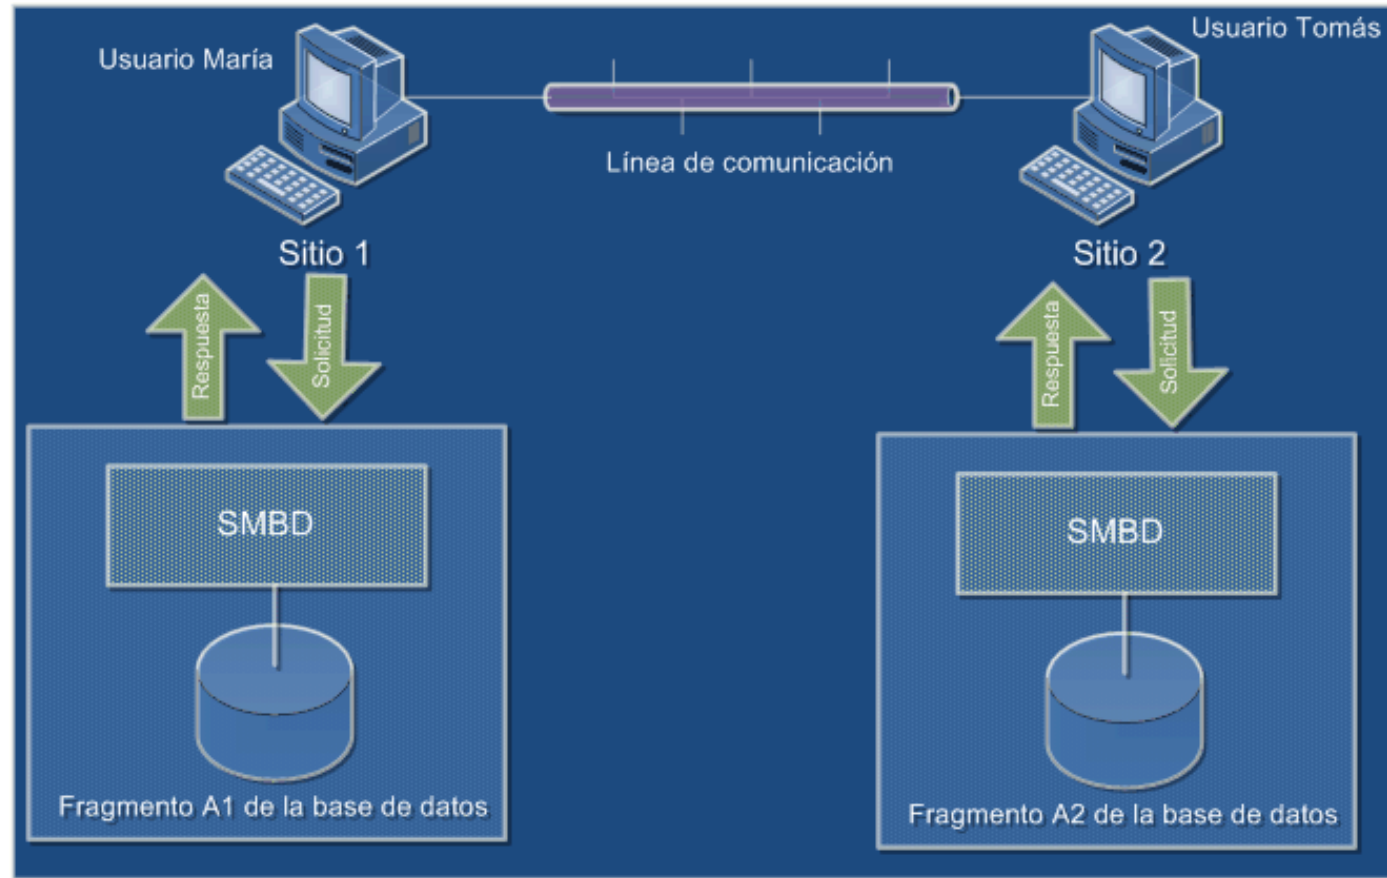 Usuario María
Usuario Tomás
Línea de comunicación
Sitio 1
Sitio 2
Respuesta
Solicitud
Respuesta
Solicitud
SMBD
SMBD
Fragmento A1 de la base de datos
Fragmento A2 de la base de datos